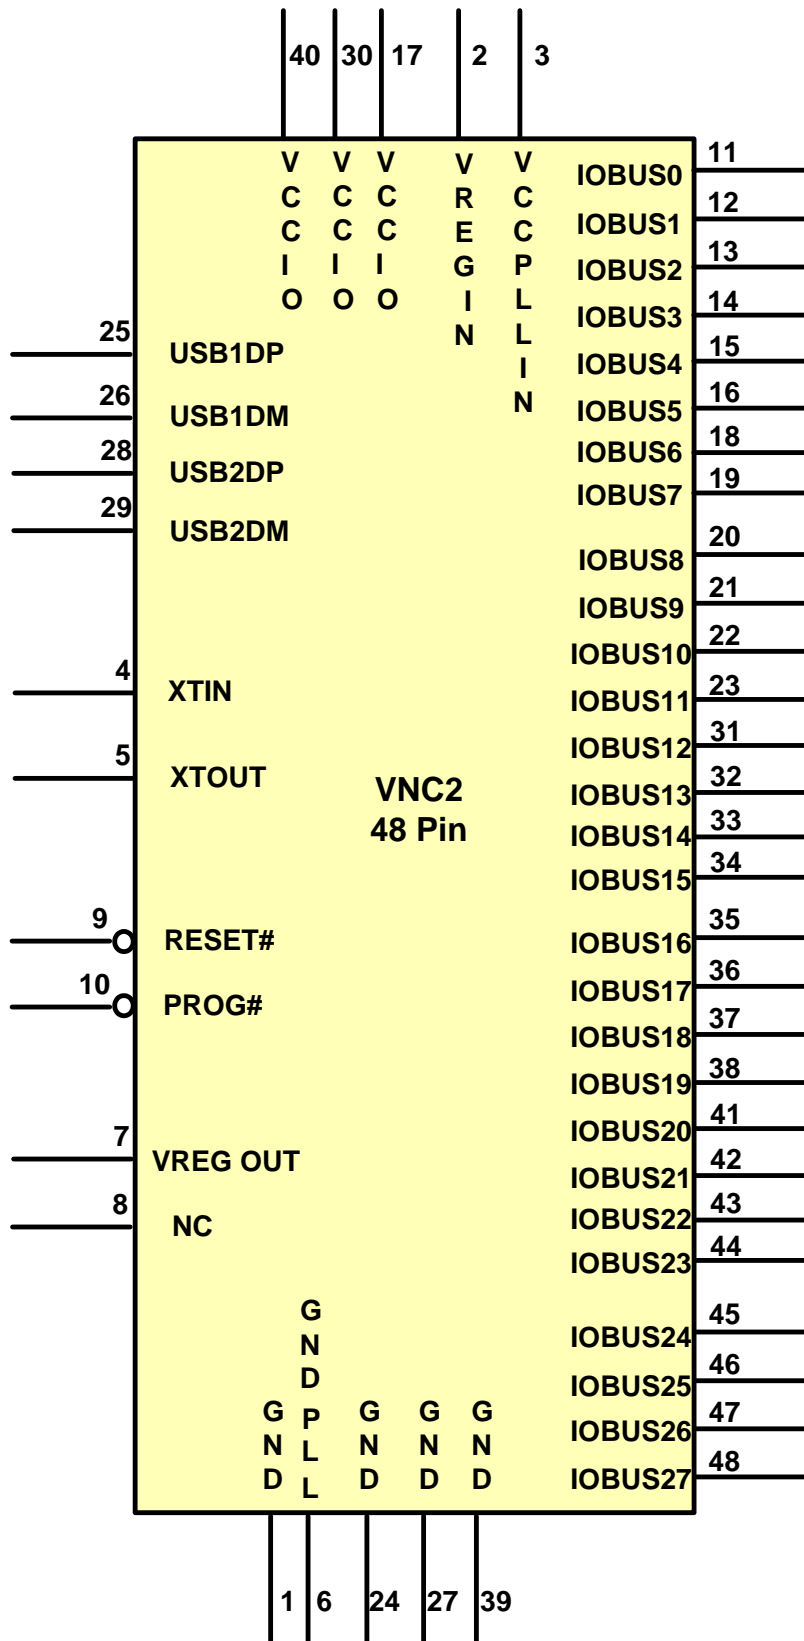 40 30 17 2 3
VCCIO VCCIO VCCIO VREGIN VCCPLLIN
11 IOBUS0
12 IOBUS1
13 IOBUS2
14 IOBUS3
15 IOBUS4
16 IOBUS5
18 IOBUS6
19 IOBUS7
20 IOBUS8
21 IOBUS9
22 IOBUS10
23 IOBUS11
31 IOBUS12
32 IOBUS13
33 IOBUS14
34 IOBUS15
35 IOBUS16
36 IOBUS17
37 IOBUS18
38 IOBUS19
41 IOBUS20
42 IOBUS21
43 IOBUS22
44 IOBUS23
45 IOBUS24
46 IOBUS25
47 IOBUS26
48 IOBUS27
25 USB1DP
26 USB1DM
28 USB2DP
29 USB2DM
4 XTIN
5 XTOUT
VNC2
48 Pin
9 RESET#
10 PROG#
7 VREG OUT
8 NC
GND GND PLL GND GND GND
1 6 24 27 39